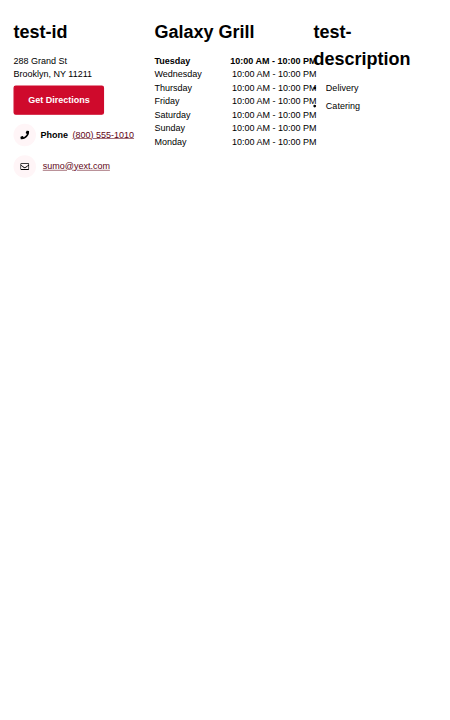 test-id
288 Grand St
Brooklyn, NY 11211
Get Directions
Phone (800) 555-1010
sumo@yext.com
Galaxy Grill
Tuesday 10:00 AM - 10:00 PM
Wednesday 10:00 AM - 10:00 PM
Thursday 10:00 AM - 10:00 PM
Friday 10:00 AM - 10:00 PM
Saturday 10:00 AM - 10:00 PM
Sunday 10:00 AM - 10:00 PM
Monday 10:00 AM - 10:00 PM
test-
description
Delivery
Catering